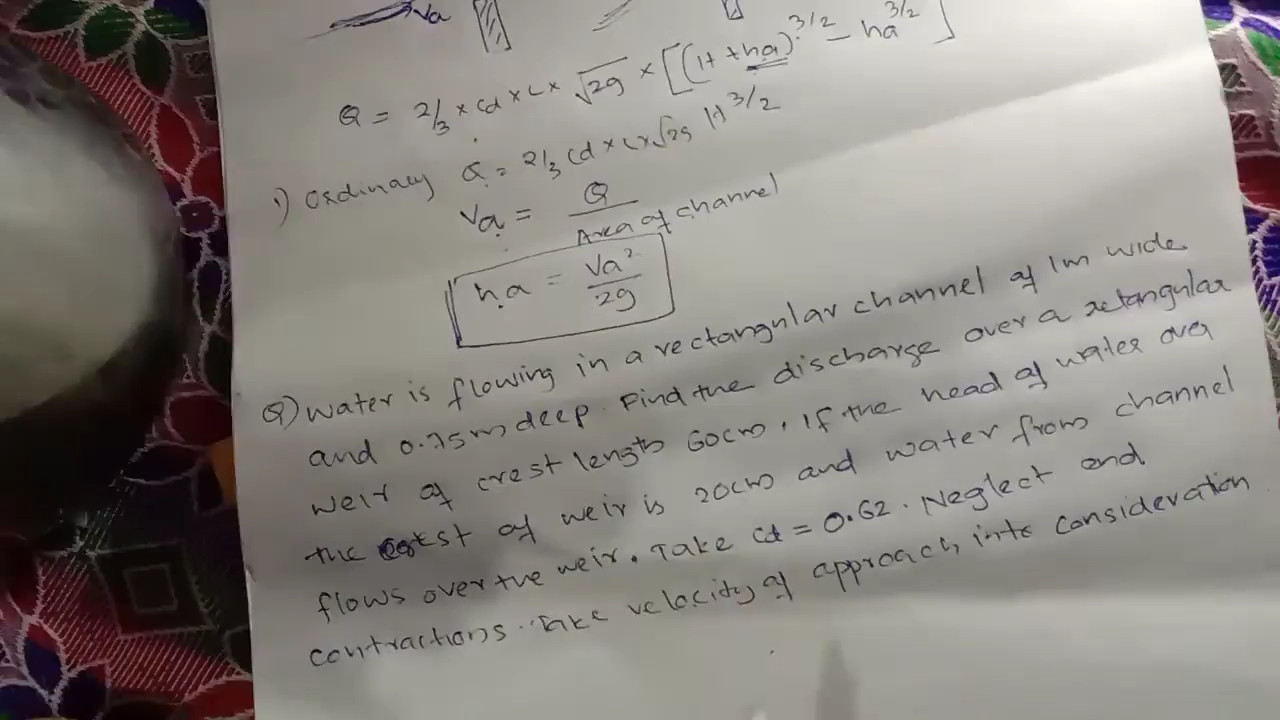 Va
Q = 2/3 × Cd × L × √2g × [(H + ha)^3/2 - ha^3/2]
1) Ordinary Q = 2/3 Cd × L × √2g H^3/2
Va = Q / Area of channel
ha = Va² / 2g
Q) Water is flowing in a rectangular channel of 1m wide
and 0.75m deep. Find the discharge over a rectangular
weir of crest length 60cm. If the head of water over
the crest of weir is 20cm and water from channel
flows over the weir. Take Cd = 0.62. Neglect end
contractions. Take velocity of approach into consideration